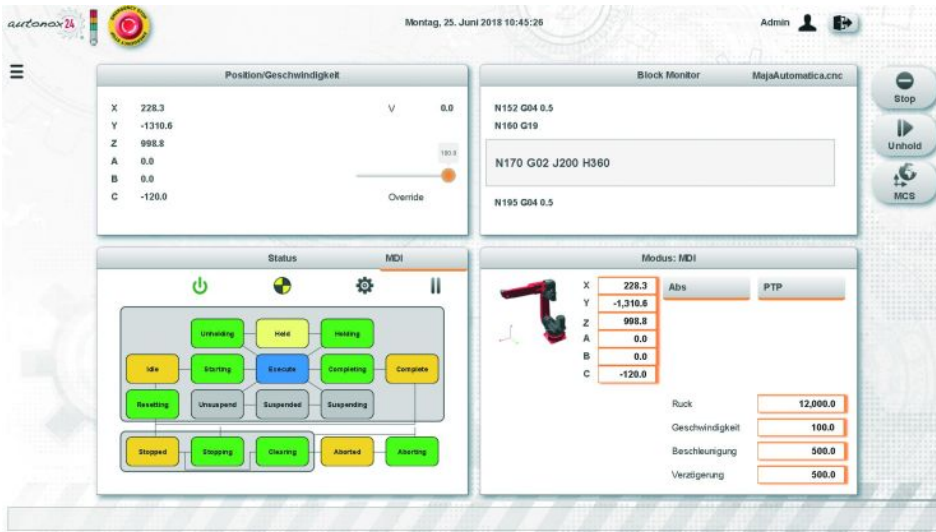 autonox24
Montag, 25. Juni 2018 10:45:26
Admin
Position/Geschwindigkeit
X 228.3 V 0.0
Y -1310.6
Z 998.8
A 0.0 100.0
B 0.0
C -120.0 Override
Block Monitor MajaAutomatica.cnc
N152 G04 0.5
N160 G19
N170 G02 J200 H360
N195 G04 0.5
Stop
Unhold
MCS
Status MDI
Unholding Held Holding
Idle Starting Execute Completing Complete
Resetting Unsuspend Suspended Suspending
Stopped Stopping Clearing Aborted Aborting
Modus: MDI
X 228.3 Abs PTP
Y -1,310.6
Z 998.8
A 0.0
B 0.0
C -120.0
Ruck 12,000.0
Geschwindigkeit 100.0
Beschleunigung 500.0
Verzögerung 500.0